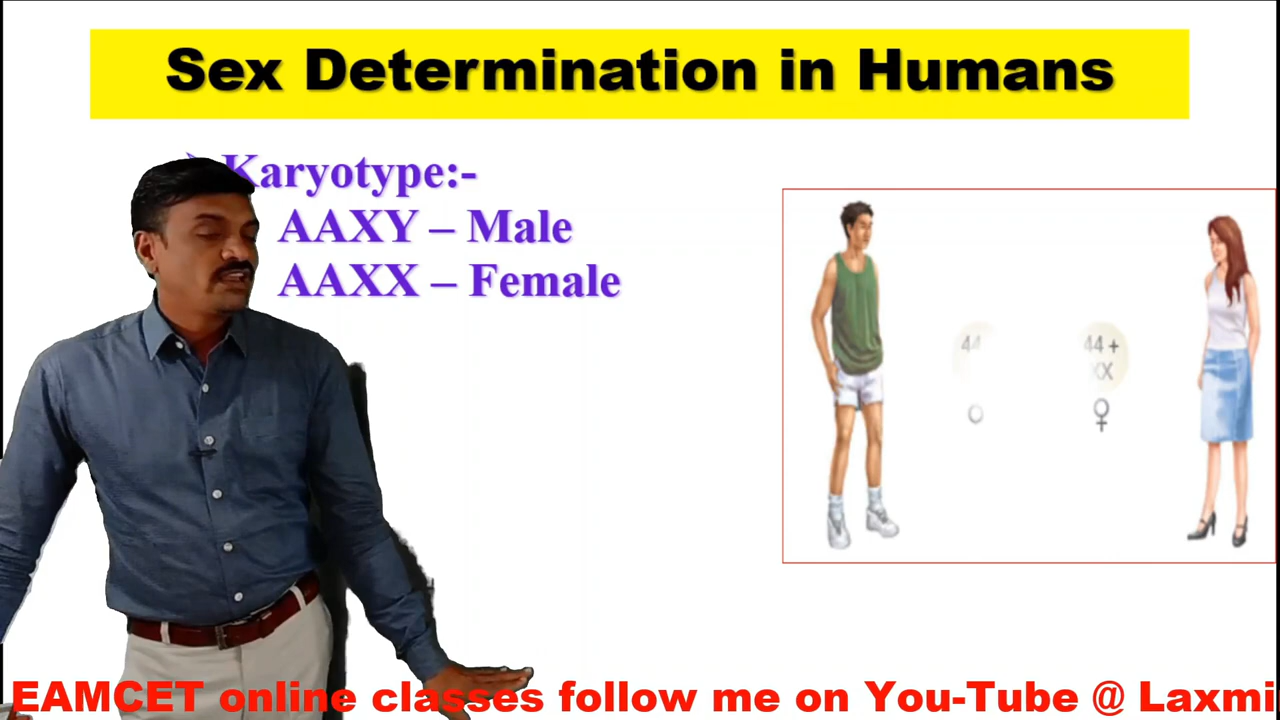 Sex Determination in Humans
Karyotype:-
AAXY – Male
AAXX – Female
44
44 +
XX
♀
EAMCET online classes follow me on You-Tube @ Laxmi